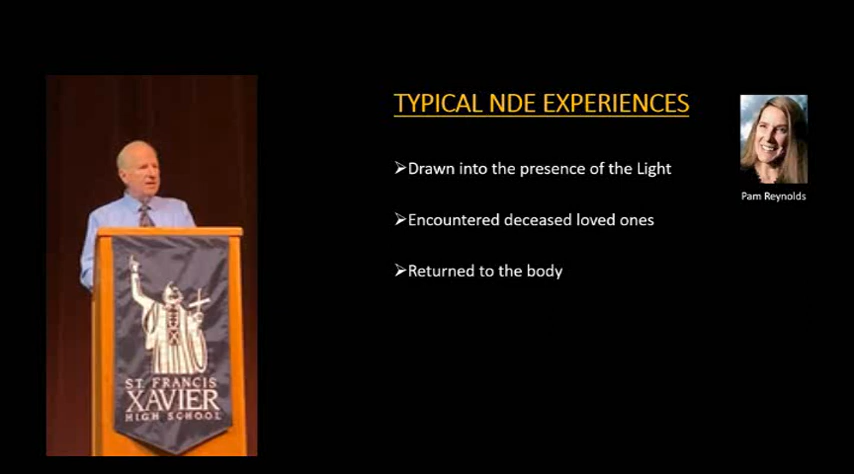 TYPICAL NDE EXPERIENCES
➢Drawn into the presence of the Light
➢Encountered deceased loved ones
➢Returned to the body
Pam Reynolds
ST. FRANCIS
XAVIER
HIGH SCHOOL